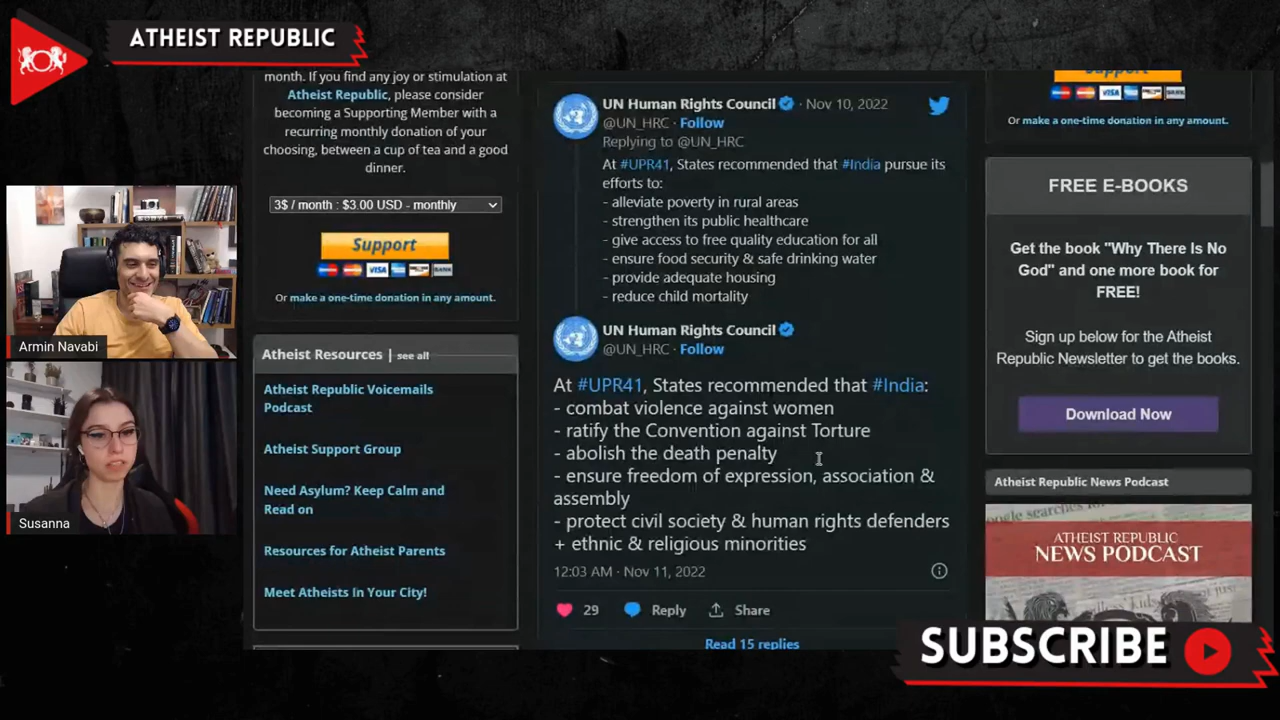 ATHEIST REPUBLIC
month. If you find any joy or stimulation at
Atheist Republic, please consider
becoming a Supporting Member with a
recurring monthly donation of your
choosing, between a cup of tea and a good
dinner.
3$ / month : $3.00 USD - monthly
Support
VISA
BANK
Or make a one-time donation in any amount.
Armin Navabi
Susanna
Atheist Resources | see all
Atheist Republic Voicemails
Podcast
Atheist Support Group
Need Asylum? Keep Calm and
Read on
Resources for Atheist Parents
Meet Atheists in Your City!
UN Human Rights Council · Nov 10, 2022
@UN_HRC · Follow
Replying to @UN_HRC
At #UPR41, States recommended that #India pursue its
efforts to:
- alleviate poverty in rural areas
- strengthen its public healthcare
- give access to free quality education for all
- ensure food security & safe drinking water
- provide adequate housing
- reduce child mortality
UN Human Rights Council
@UN_HRC · Follow
At #UPR41, States recommended that #India:
- combat violence against women
- ratify the Convention against Torture
- abolish the death penalty
- ensure freedom of expression, association &
assembly
- protect civil society & human rights defenders
+ ethnic & religious minorities
12:03 AM · Nov 11, 2022
29 Reply Share
Read 15 replies
Support
VISA
BANK
Or make a one-time donation in any amount.
FREE E-BOOKS
Get the book "Why There Is No
God" and one more book for
FREE!
Sign up below for the Atheist
Republic Newsletter to get the books.
Download Now
Atheist Republic News Podcast
ATHEIST REPUBLIC
NEWS PODCAST
SUBSCRIBE